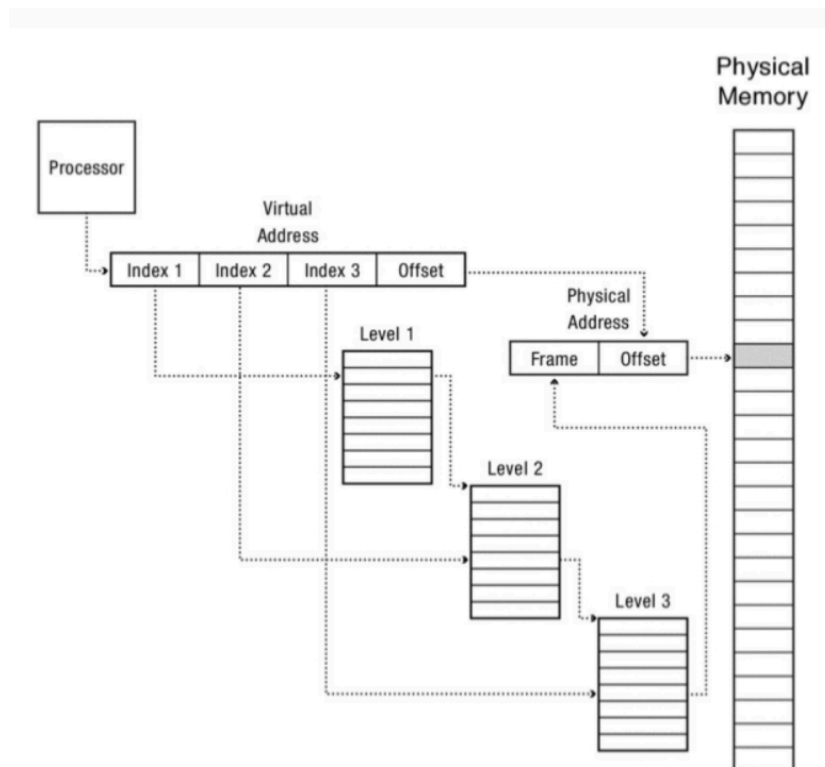 Physical
Memory
Processor
Virtual
Address
Index 1 Index 2 Index 3 Offset
Physical
Address
Level 1
Frame Offset
Level 2
Level 3